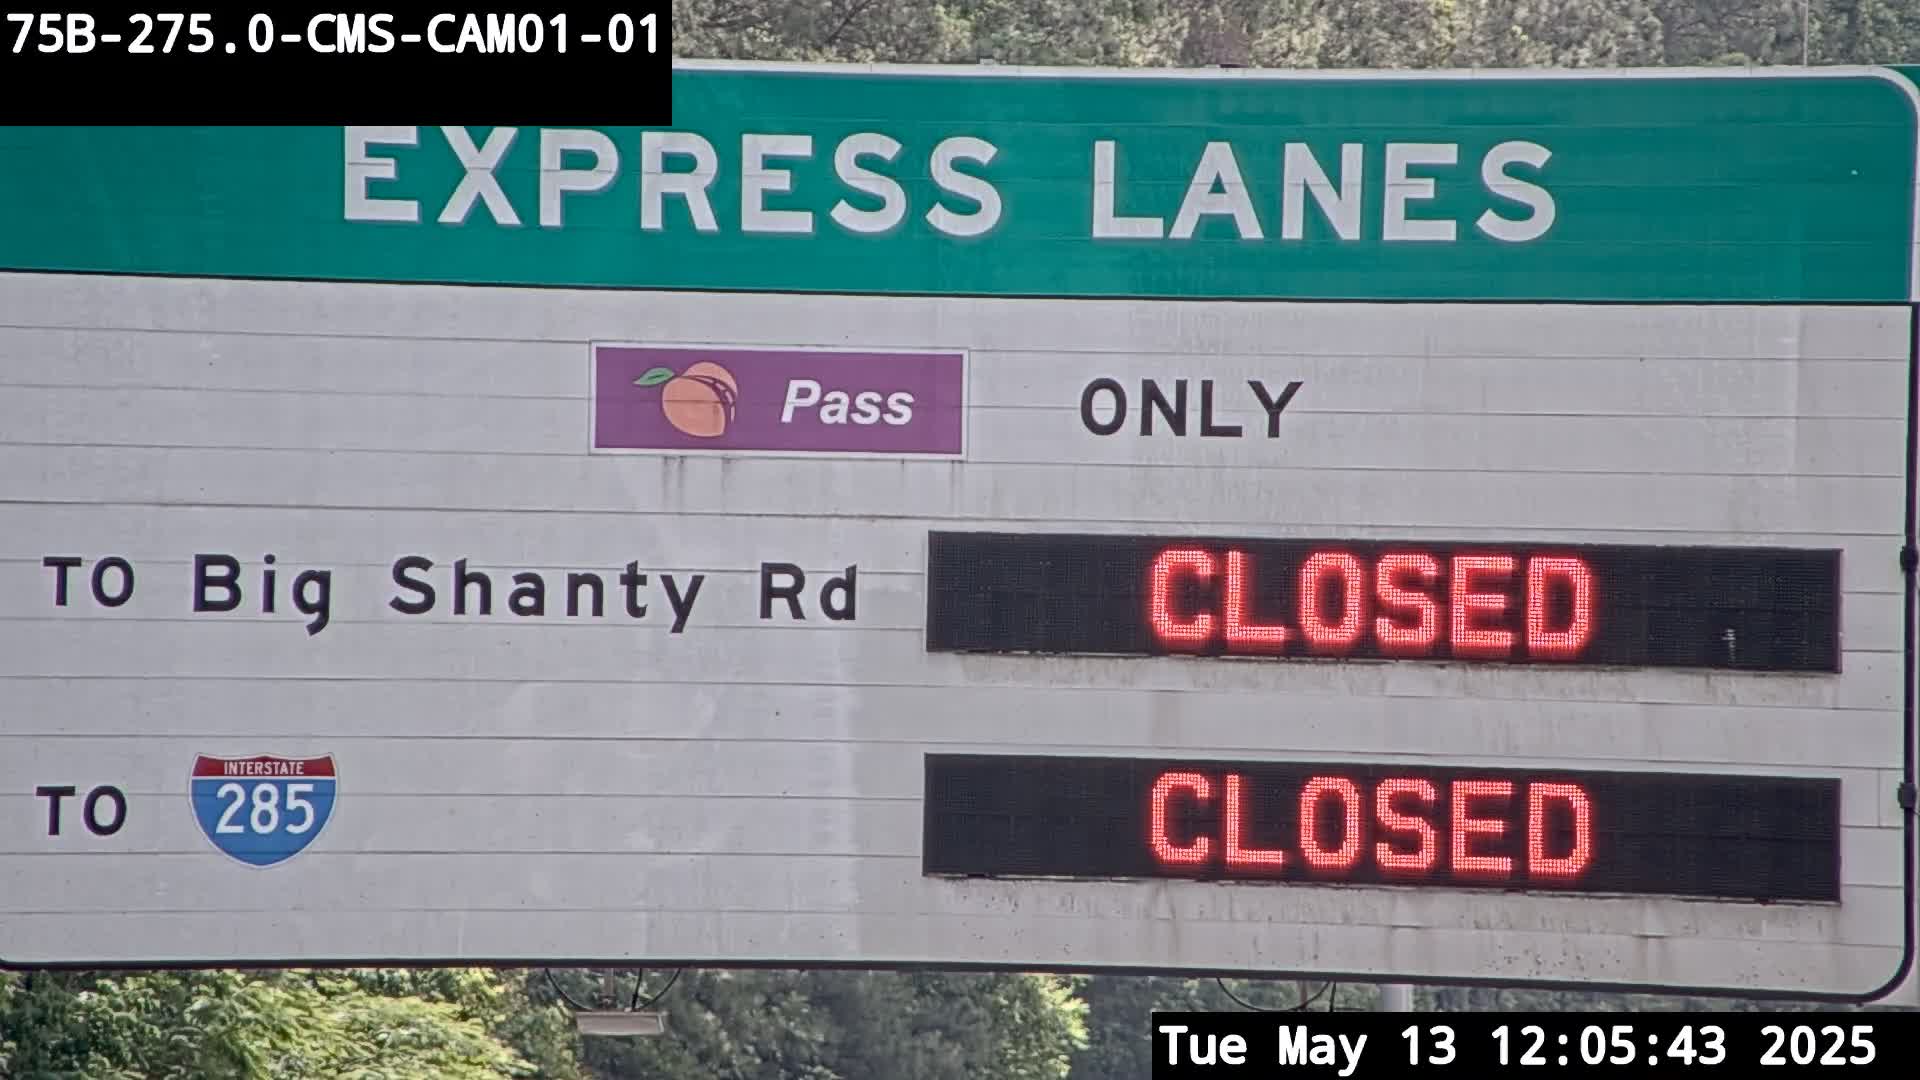 75B-275.0-CMS-CAM01-01
EXPRESS LANES
Pass ONLY
TO Big Shanty Rd CLOSED
TO INTERSTATE 285 CLOSED
Tue May 13 12:05:43 2025